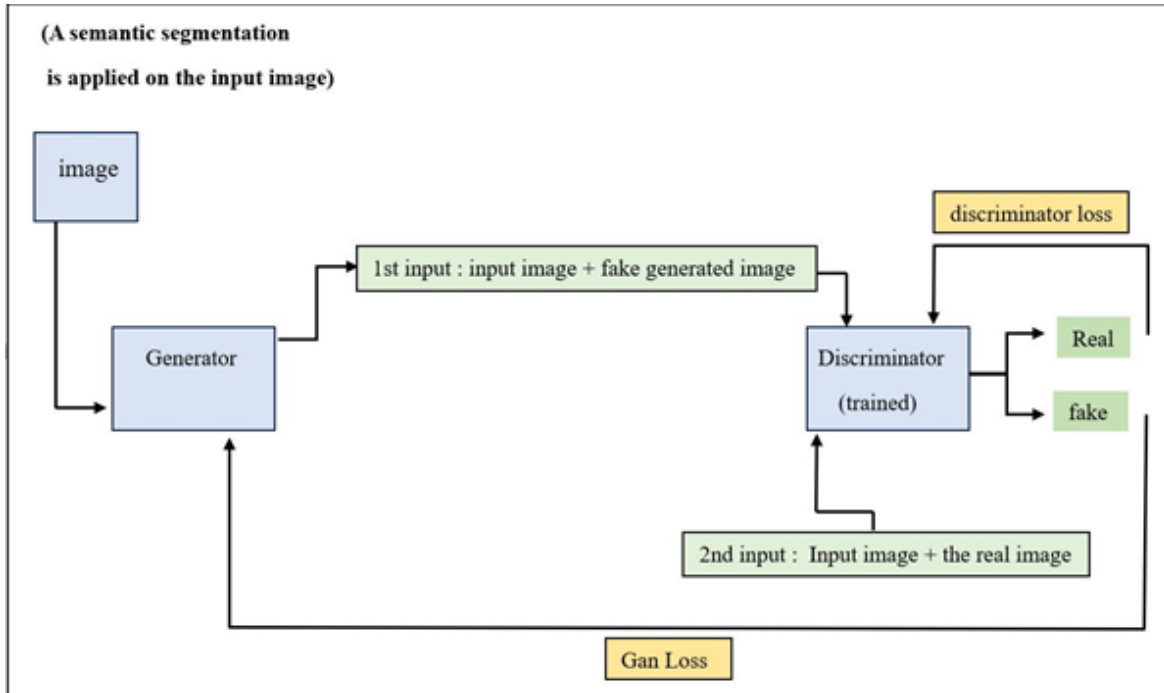 (A semantic segmentation
is applied on the input image)
image
discriminator loss
1st input : input image + fake generated image
Generator
Discriminator
(trained)
Real
fake
2nd input : Input image + the real image
Gan Loss